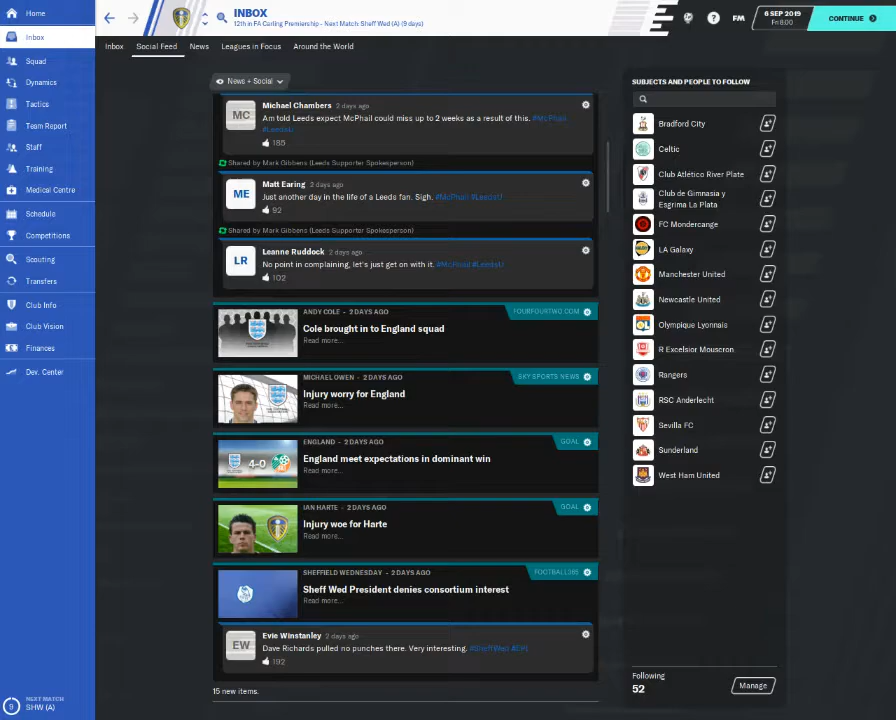 Home
Inbox
Squad
Dynamics
Tactics
Team Report
Staff
Training
Medical Centre
Schedule
Competitions
Scouting
Transfers
Club Info
Club Vision
Finances
Dev. Center
9
NEXT MATCH
SHW (A)
INBOX
12th in FA Carling Premiership - Next Match: Sheff Wed (A) (9 days)
?
FM
6 SEP 2019
Fri 8:00
CONTINUE
Inbox
Social Feed
News
Leagues in Focus
Around the World
News + Social
MC
Michael Chambers 2 days ago
Am told Leeds expect McPhail could miss up to 2 weeks as a result of this. #McPhail
#LeedsU
185
Shared by Mark Gibbens (Leeds Supporter Spokesperson)
ME
Matt Earing 2 days ago
Just another day in the life of a Leeds fan. Sigh. #McPhail #LeedsU
92
Shared by Mark Gibbens (Leeds Supporter Spokesperson)
LR
Leanne Ruddock 2 days ago
No point in complaining, let's just get on with it. #McPhail #LeedsU
102
ANDY COLE - 2 DAYS AGO
FOURFOURTWO.COM
Cole brought in to England squad
Read more...
MICHAEL OWEN - 2 DAYS AGO
SKY SPORTS NEWS
Injury worry for England
Read more...
ENGLAND - 2 DAYS AGO
GOAL
4-0
England meet expectations in dominant win
Read more...
IAN HARTE - 2 DAYS AGO
GOAL
Injury woe for Harte
Read more...
SHEFFIELD WEDNESDAY - 2 DAYS AGO
FOOTBALL365
Sheff Wed President denies consortium interest
Read more...
EW
Evie Winstanley 2 days ago
Dave Richards pulled no punches there. Very interesting. #SheffWed
192
15 new items.
SUBJECTS AND PEOPLE TO FOLLOW
Bradford City
Celtic
Club Atlético River Plate
Club de Gimnasia y
Esgrima La Plata
FC Mondercange
LA Galaxy
Manchester United
Newcastle United
Olympique Lyonnais
R Excelsior Mouscron
Rangers
RSC Anderlecht
Sevilla FC
Sunderland
West Ham United
Following
52
Manage